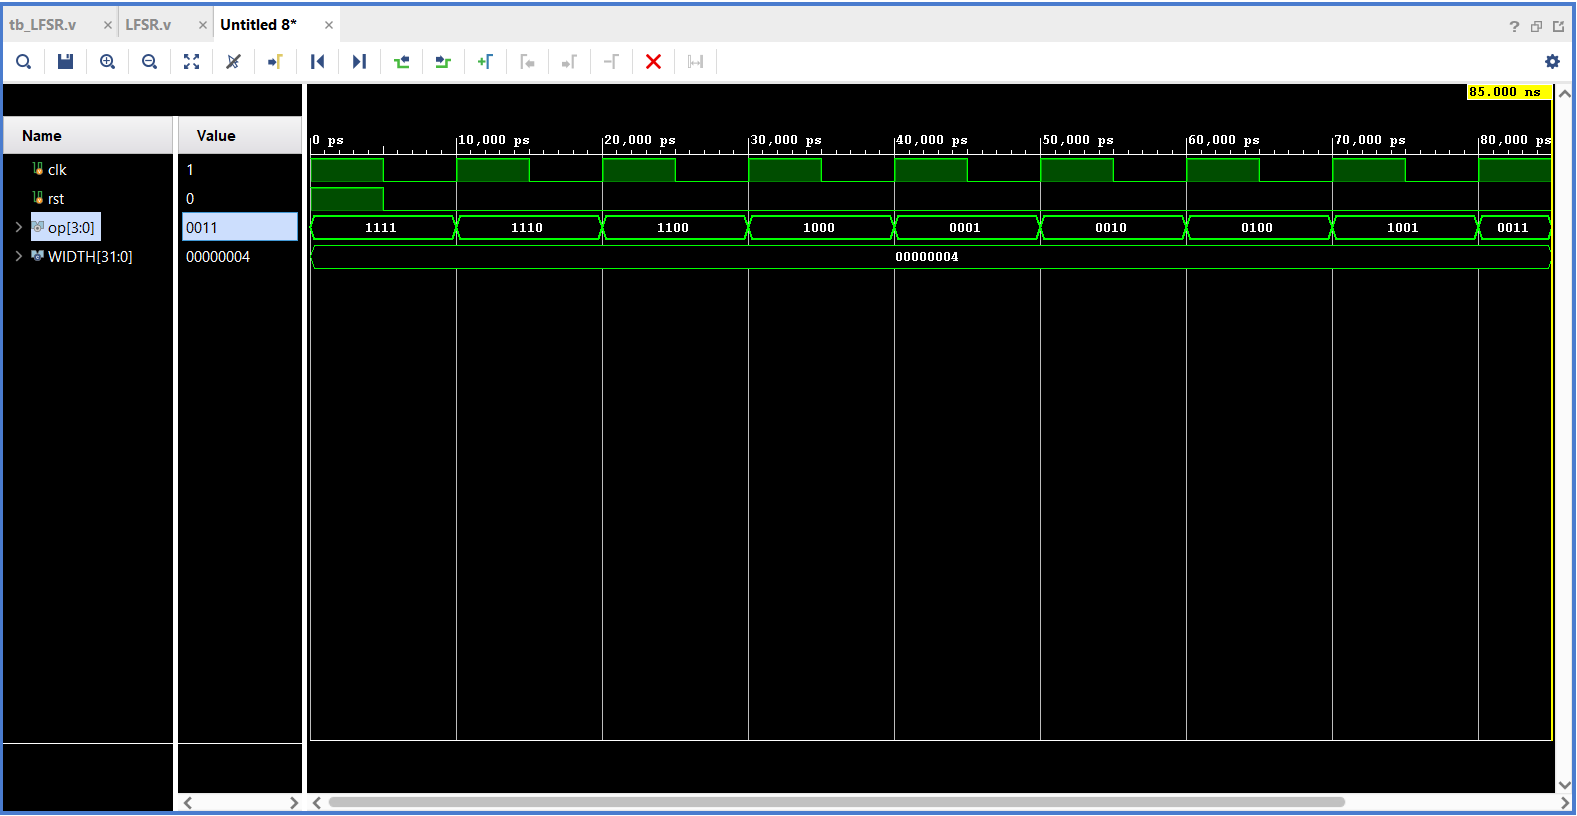 tb_LFSR.v × LFSR.v × Untitled 8* ×
?
85.000 ns
Name Value
0 ps 10,000 ps 20,000 ps 30,000 ps 40,000 ps 50,000 ps 60,000 ps 70,000 ps 80,000 ps
clk 1
rst 0
op[3:0] 0011 1111 1110 1100 1000 0001 0010 0100 1001 0011
WIDTH[31:0] 00000004 00000004